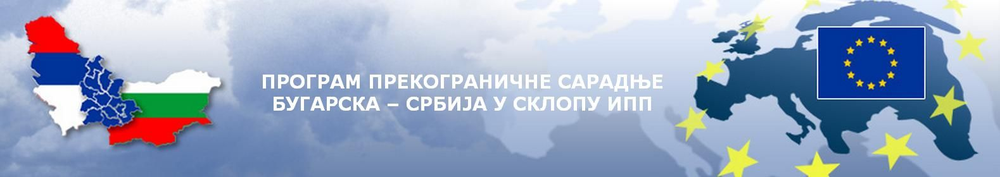 ПРОГРАМ ПРЕКОГРАНИЧНЕ САРАДЊЕ
БУГАРСКА – СРБИЈА У СКЛОПУ ИПП